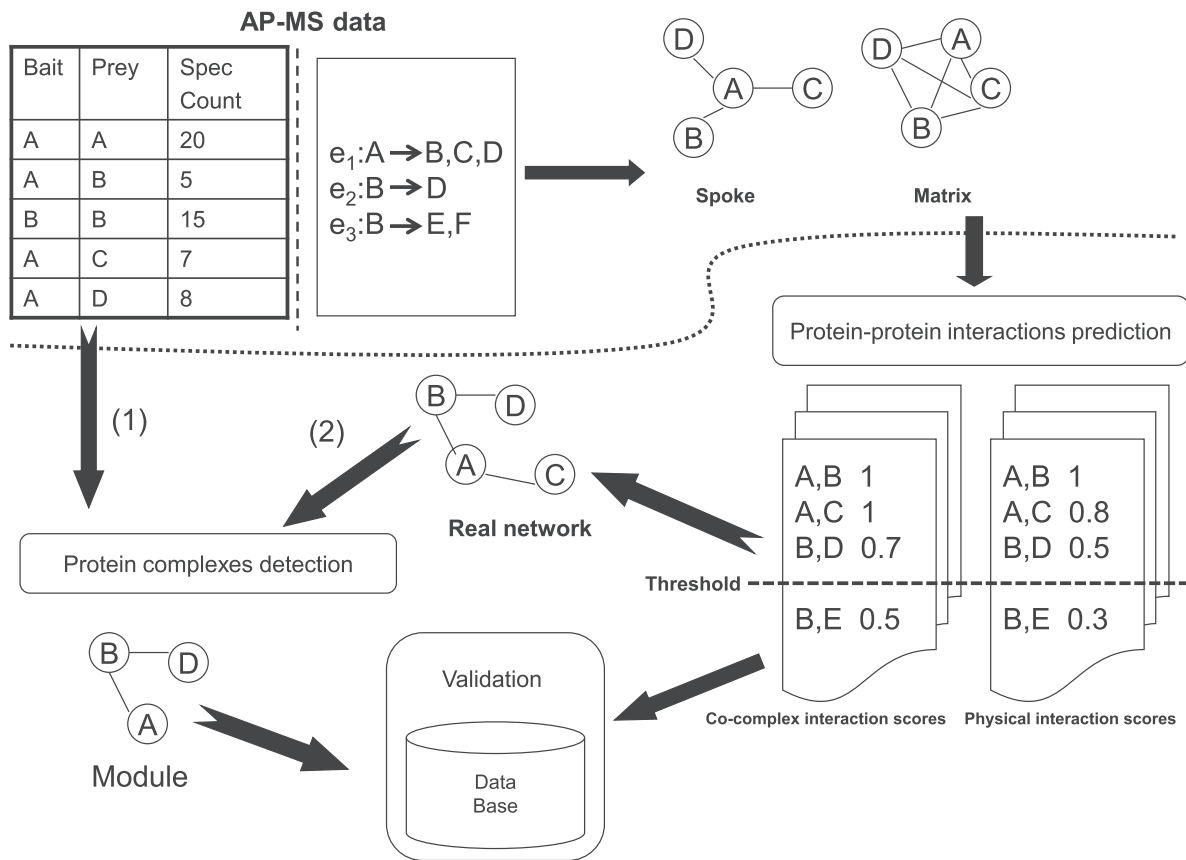 AP-MS data
Bait Prey Spec Count
A A 20
A B 5
B B 15
A C 7
A D 8
e1:A→B,C,D
e2:B→D
e3:B→E,F
D
A
C
B
Spoke
D
A
C
B
Matrix
Protein-protein interactions prediction
(1)
(2)
B
D
A
C
Real network
A,B 1
A,C 1
B,D 0.7
A,B 1
A,C 0.8
B,D 0.5
Threshold
B,E 0.5
B,E 0.3
Co-complex interaction scores
Physical interaction scores
Protein complexes detection
B
D
A
Module
Validation
Data
Base